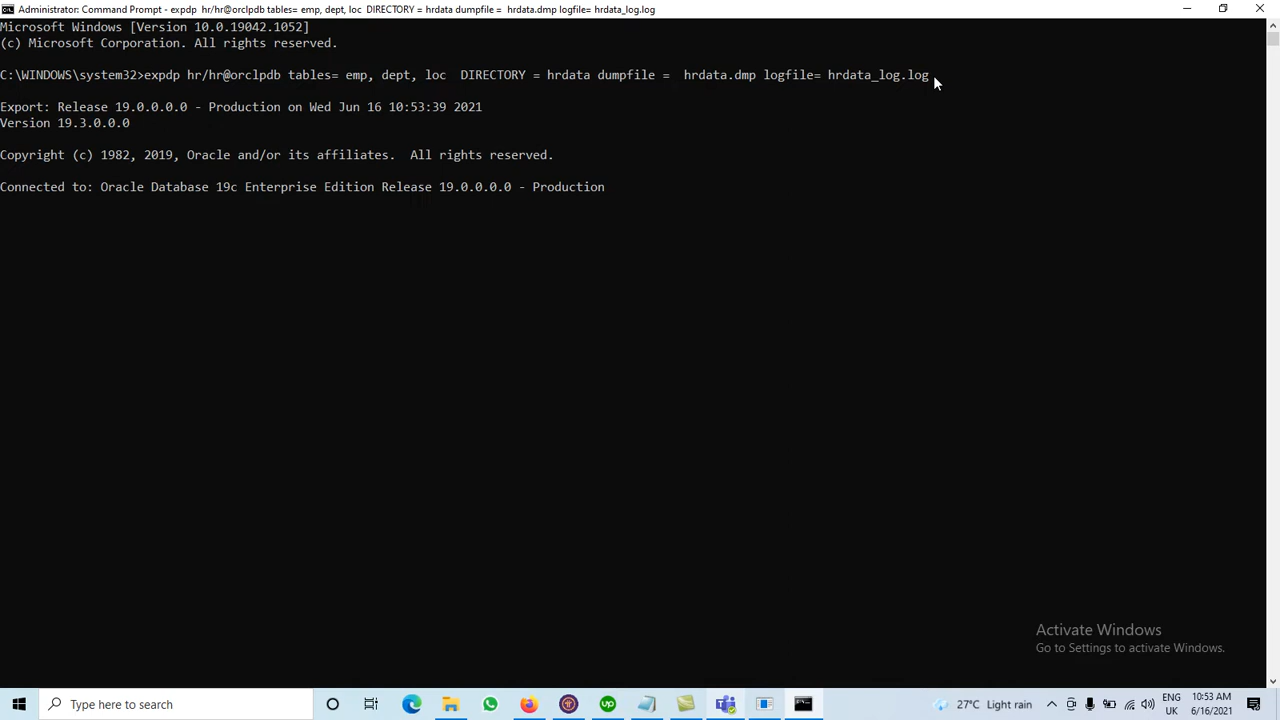 Administrator: Command Prompt - expdp  hr/hr@orclpdb tables= emp, dept, loc  DIRECTORY = hrdata dumpfile =  hrdata.dmp logfile= hrdata_log.log
Microsoft Windows [Version 10.0.19042.1052]
(c) Microsoft Corporation. All rights reserved.
C:\WINDOWS\system32>expdp hr/hr@orclpdb tables= emp, dept, loc  DIRECTORY = hrdata dumpfile =  hrdata.dmp logfile= hrdata_log.log
Export: Release 19.0.0.0.0 - Production on Wed Jun 16 10:53:39 2021
Version 19.3.0.0.0
Copyright (c) 1982, 2019, Oracle and/or its affiliates.  All rights reserved.
Connected to: Oracle Database 19c Enterprise Edition Release 19.0.0.0.0 - Production
Activate Windows
Go to Settings to activate Windows.
Type here to search
up
27°C Light rain
ENG
UK
10:53 AM
6/16/2021